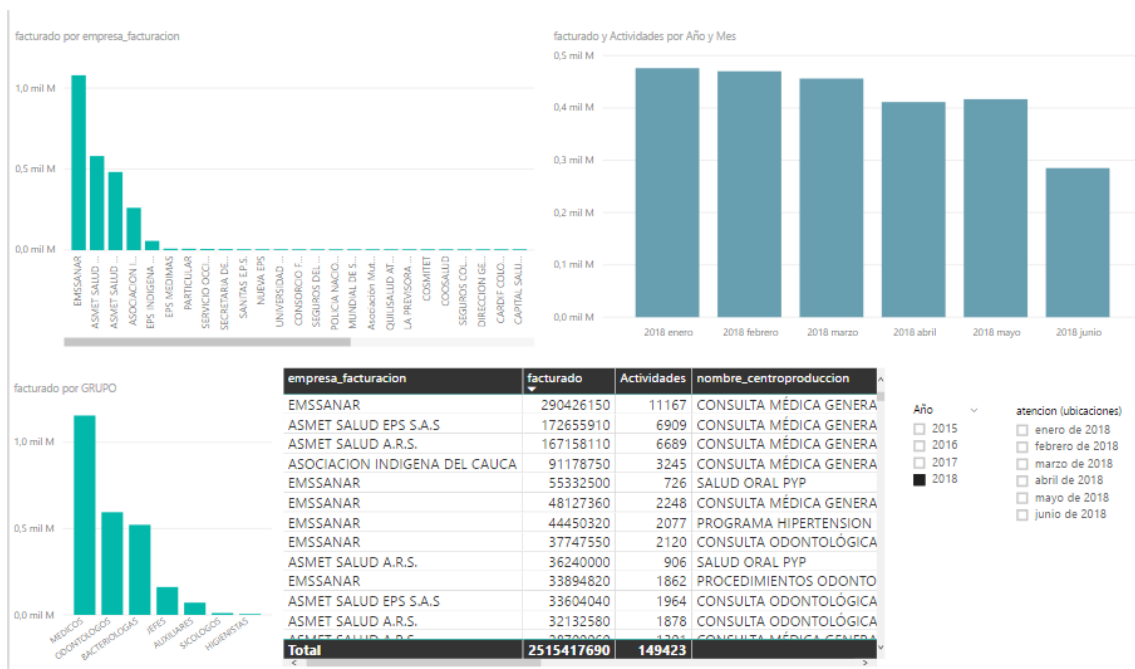 facturado por empresa_facturacion
1,0 mil M
0,5 mil M
0,0 mil M
EMSSANAR
ASMET SALUD ...
ASMET SALUD ...
ASOCIACION I...
EPS INDIGENA ...
EPS MEDIMAS
PARTICULAR
SERVICIO OCCI...
SECRETARIA DE...
SANITAS E.P.S.
NUEVA EPS
UNIVERSIDAD ...
CONSORCIO F...
SEGUROS DEL ...
POLICIA NACIO...
MUNDIAL DE S...
Asociación Mut...
QUILISALUD AT...
LA PREVISORA ...
COSMITET
COOSALUD
SEGUROS COL...
DIRECCION GE...
CARDIF COLO...
CAPITAL SALU...
facturado y Actividades por Año y Mes
0,5 mil M
0,4 mil M
0,3 mil M
0,2 mil M
0,1 mil M
0,0 mil M
2018 enero 2018 febrero 2018 marzo 2018 abril 2018 mayo 2018 junio
facturado por GRUPO
1,0 mil M
0,5 mil M
0,0 mil M
MEDICOS
ODONTOLOGOS
BACTERIOLOGAS
JEFES
AUXILIARES
SICOLOGOS
HIGIENISTAS
empresa_facturacion facturado Actividades nombre_centroproduccion
EMSSANAR 290426150 11167 CONSULTA MÉDICA GENERA
ASMET SALUD EPS S.A.S 172655910 6909 CONSULTA MÉDICA GENERA
ASMET SALUD A.R.S. 167158110 6689 CONSULTA MÉDICA GENERA
ASOCIACION INDIGENA DEL CAUCA 91178750 3245 CONSULTA MÉDICA GENERA
EMSSANAR 55332500 726 SALUD ORAL PYP
EMSSANAR 48127360 2248 CONSULTA MÉDICA GENERA
EMSSANAR 44450320 2077 PROGRAMA HIPERTENSION
EMSSANAR 37747550 2120 CONSULTA ODONTOLÓGICA
ASMET SALUD A.R.S. 36240000 906 SALUD ORAL PYP
EMSSANAR 33894820 1862 PROCEDIMIENTOS ODONTO
ASMET SALUD EPS S.A.S 33604040 1964 CONSULTA ODONTOLÓGICA
ASMET SALUD A.R.S. 32132580 1878 CONSULTA ODONTOLÓGICA
Total 2515417690 149423
Año
2015
2016
2017
2018
atencion (ubicaciones)
enero de 2018
febrero de 2018
marzo de 2018
abril de 2018
mayo de 2018
junio de 2018